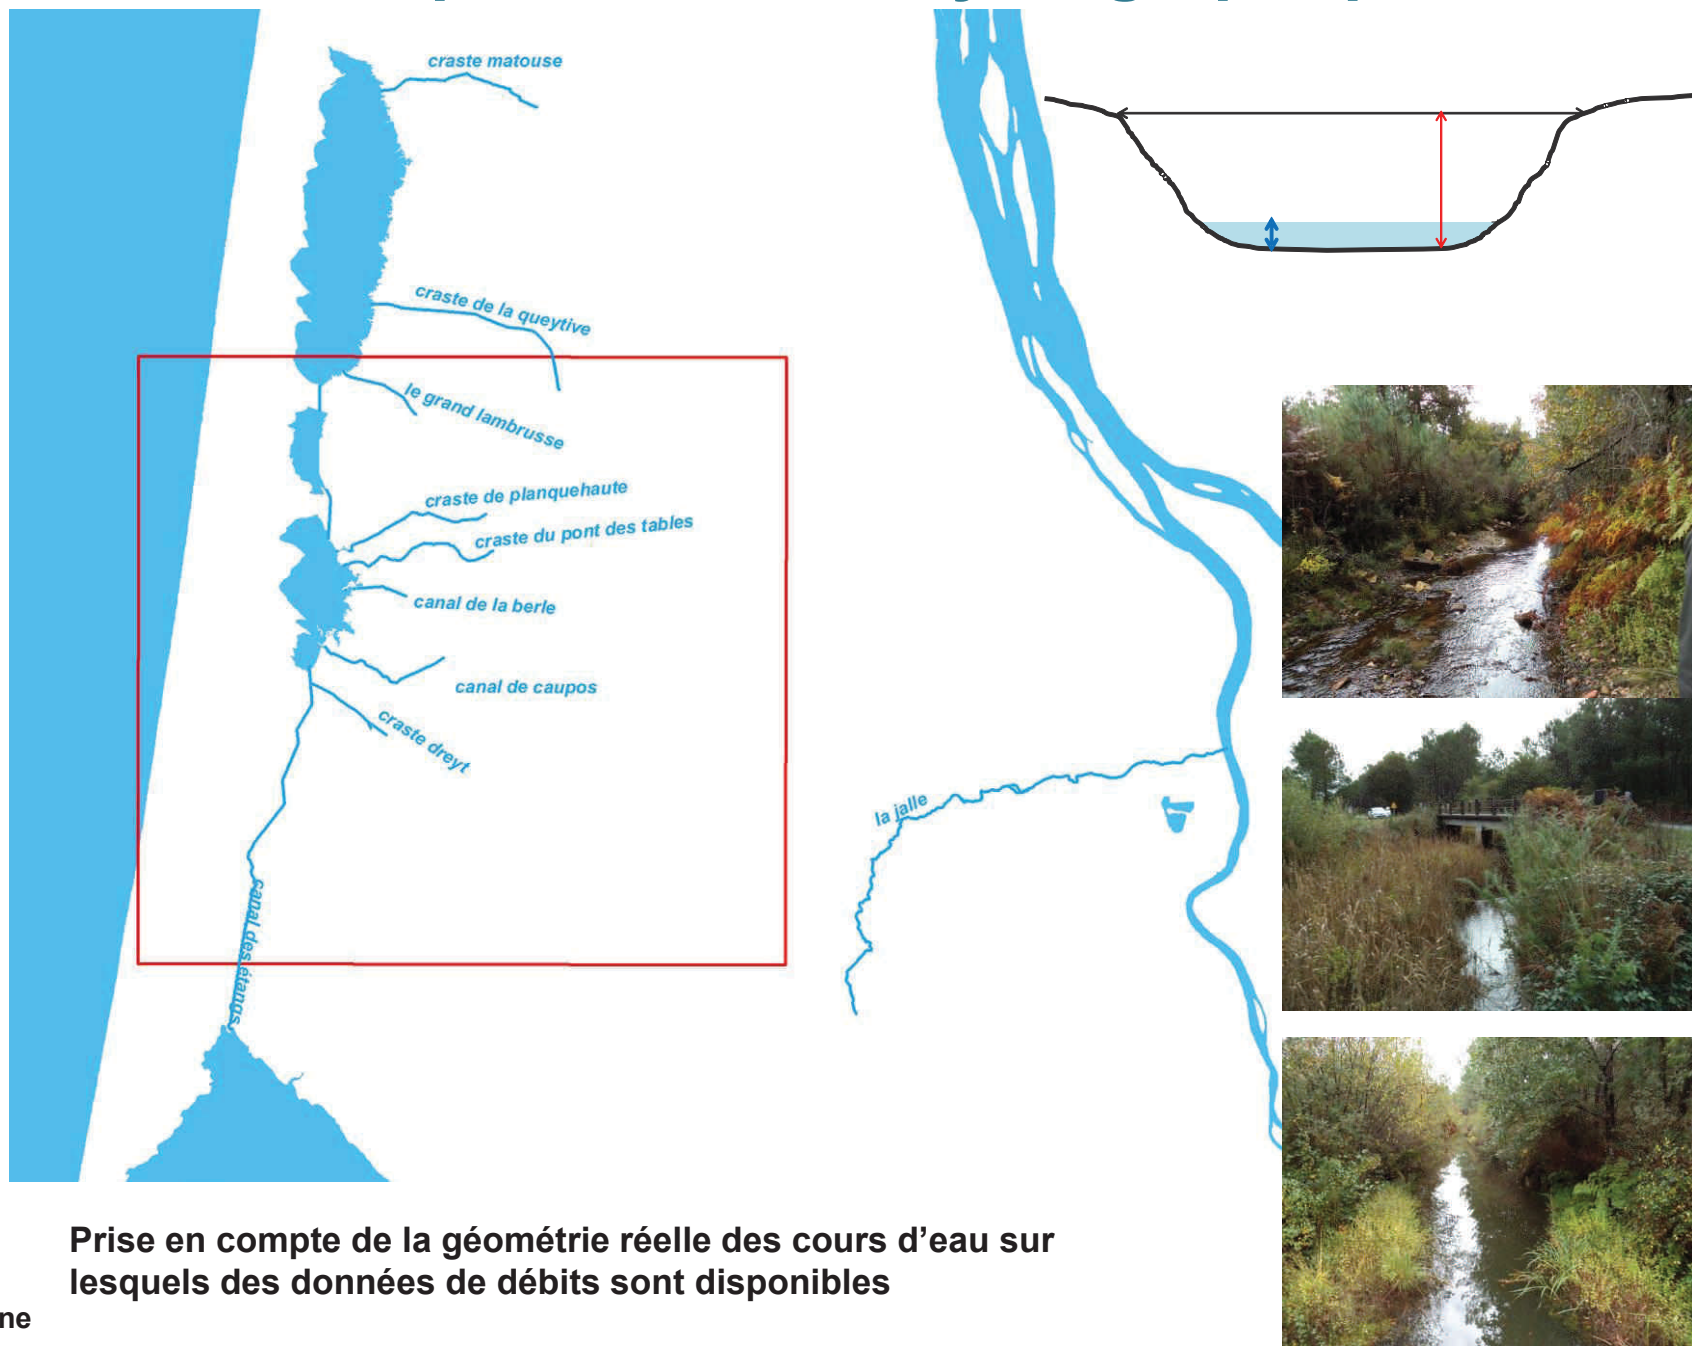 craste matouse
craste de la queytive
le grand lambrusse
craste de planquehaute
craste du pont des tables
canal de la berle
canal de caupos
craste dreyt
la jalle
canal des étangs
Prise en compte de la géométrie réelle des cours d’eau sur
lesquels des données de débits sont disponibles
ne